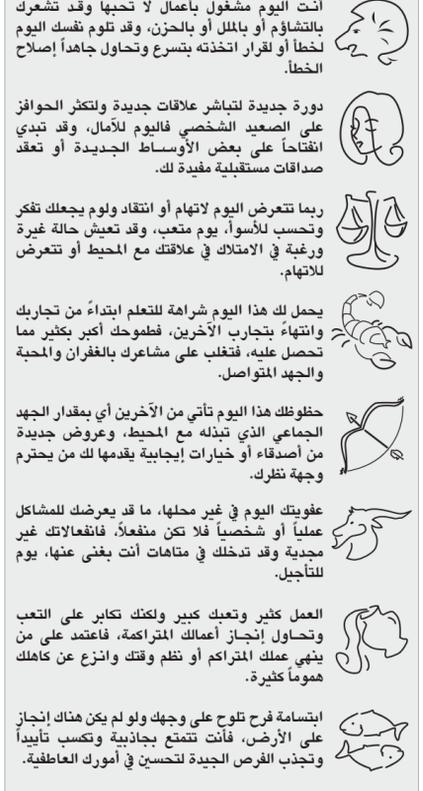 أنت اليوم مشغول بأعمال لا تحبها وقد تشعرك
بالتشاؤم أو بالملل أو بالحزن، وقد تلوم نفسك اليوم
لخطأ أو لقرار اتخذته بتسرع وتحاول جاهداً إصلاح
الخطأ.
دورة جديدة لتباشر علاقات جديدة ولتكثر الحوافز
على الصعيد الشخصي فاليوم للآمال، وقد تبدي
انفتاحاً على بعض الأوساط الجديدة أو تعقد
صداقات مستقبلية مفيدة لك.
ربما تتعرض اليوم لاتهام أو انتقاد ولوم يجعلك تفكر
وتحسب للأسوأ، يوم متعب، وقد تعيش حالة غيرة
ورغبة في الامتلاك في علاقتك مع المحيط أو تتعرض
للاتهام.
يحمل لك هذا اليوم شراهة للتعلم ابتداءً من تجاربك
وانتهاءً بتجارب الآخرين، فطموحك أكبر بكثير مما
تحصل عليه، فتغلب على مشاعرك بالغفران والمحبة
والجهد المتواصل.
حظوظك هذا اليوم تأتي من الآخرين أي بمقدار الجهد
الجماعي الذي تبذله مع المحيط، وعروض جديدة
من أصدقاء أو خيارات إيجابية يقدمها لك من يحترم
وجهة نظرك.
عفويتك اليوم في غير محلها، ما قد يعرضك للمشاكل
عملياً أو شخصياً فلا تكن منفعلاً، فانفعالاتك غير
مجدية وقد تدخلك في متاهات أنت بغنى عنها، يوم
للتأجيل.
العمل كثير وتعبك كبير ولكنك تكابر على التعب
وتحاول إنجاز أعمالك المتراكمة، فاعتمد على من
ينهي عملك المتراكم أو نظم وقتك وانزع عن كاهلك
هموماً كثيرة.
ابتسامة فرح تلوح على وجهك ولو لم يكن هناك إنجاز
على الأرض، فأنت تتمتع بجاذبية وتكسب تأييداً
وتجذب الفرص الجيدة لتحسين في أمورك العاطفية.